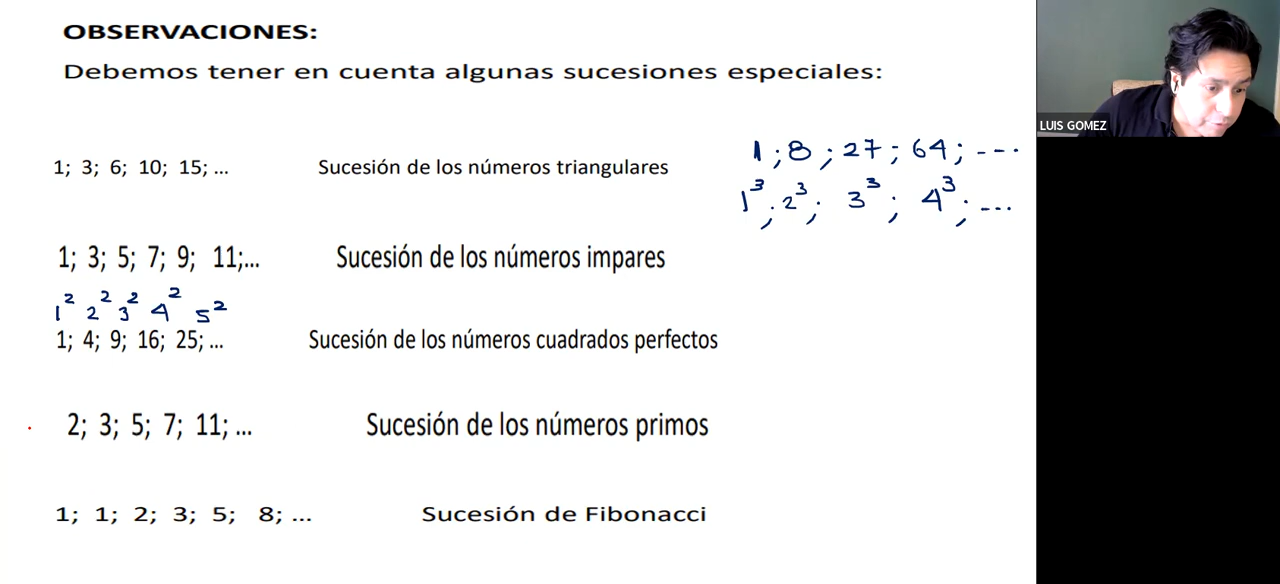 OBSERVACIONES:
Debemos tener en cuenta algunas sucesiones especiales:
1; 3; 6; 10; 15; ... Sucesión de los números triangulares
1 ; 8 ; 27 ; 64 ; ---
1³ ; 2³ ; 3³ ; 4³ ; ---
1; 3; 5; 7; 9; 11;... Sucesión de los números impares
1² 2² 3² 4² 5²
1; 4; 9; 16; 25; ... Sucesión de los números cuadrados perfectos
2; 3; 5; 7; 11; ... Sucesión de los números primos
1; 1; 2; 3; 5; 8; ... Sucesión de Fibonacci
LUIS GOMEZ